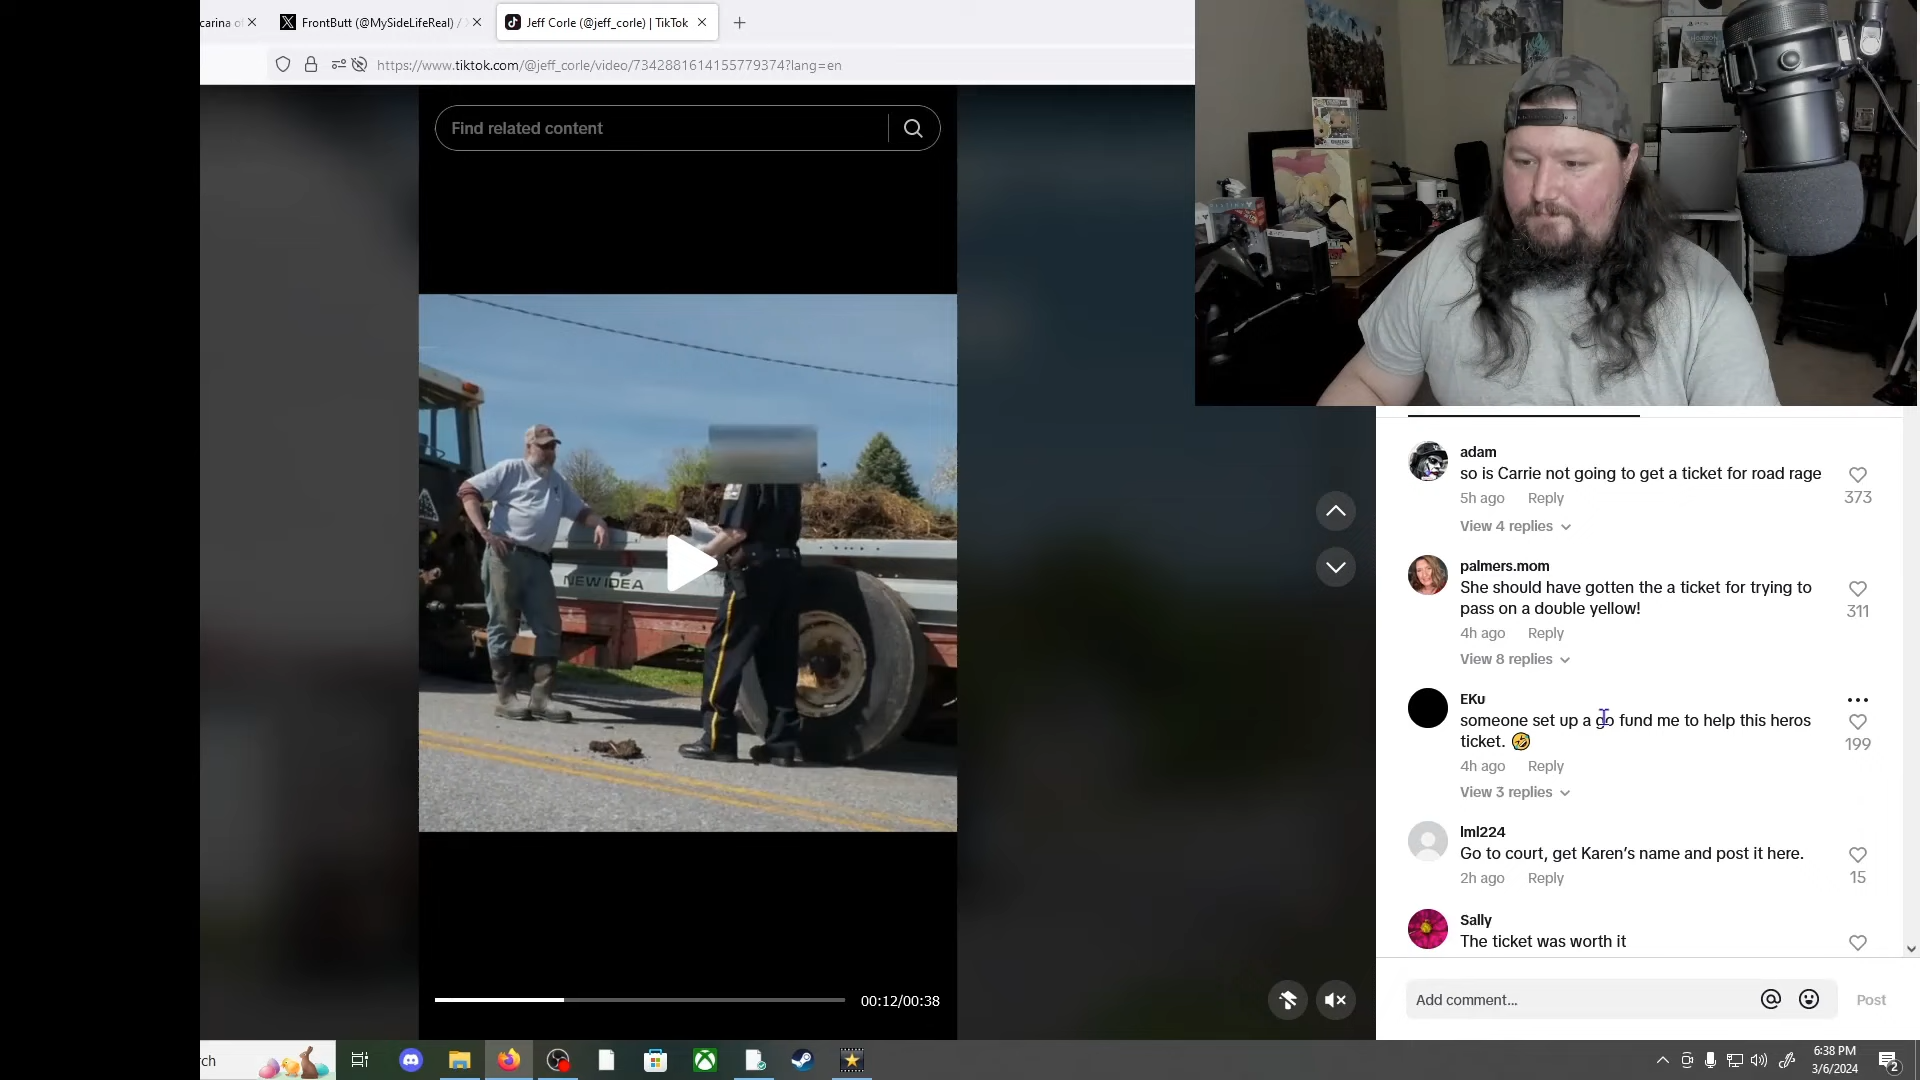 carina o
FrontButt (@MySideLifeReal) /
Jeff Corle (@jeff_corle) | TikTok
https://www.tiktok.com/@jeff_corle/video/7342881614155779374?lang=en
Find related content
NEW IDEA
00:12/00:38
adam
so is Carrie not going to get a ticket for road rage
373
5h ago Reply
View 4 replies
palmers.mom
She should have gotten the a ticket for trying to
pass on a double yellow!
311
4h ago Reply
View 8 replies
EKu
someone set up a go fund me to help this heros
ticket. 🤣
199
4h ago Reply
View 3 replies
lml224
Go to court, get Karen’s name and post it here.
15
2h ago Reply
Sally
The ticket was worth it
Add comment...
Post
rch
6:38 PM
3/6/2024
2